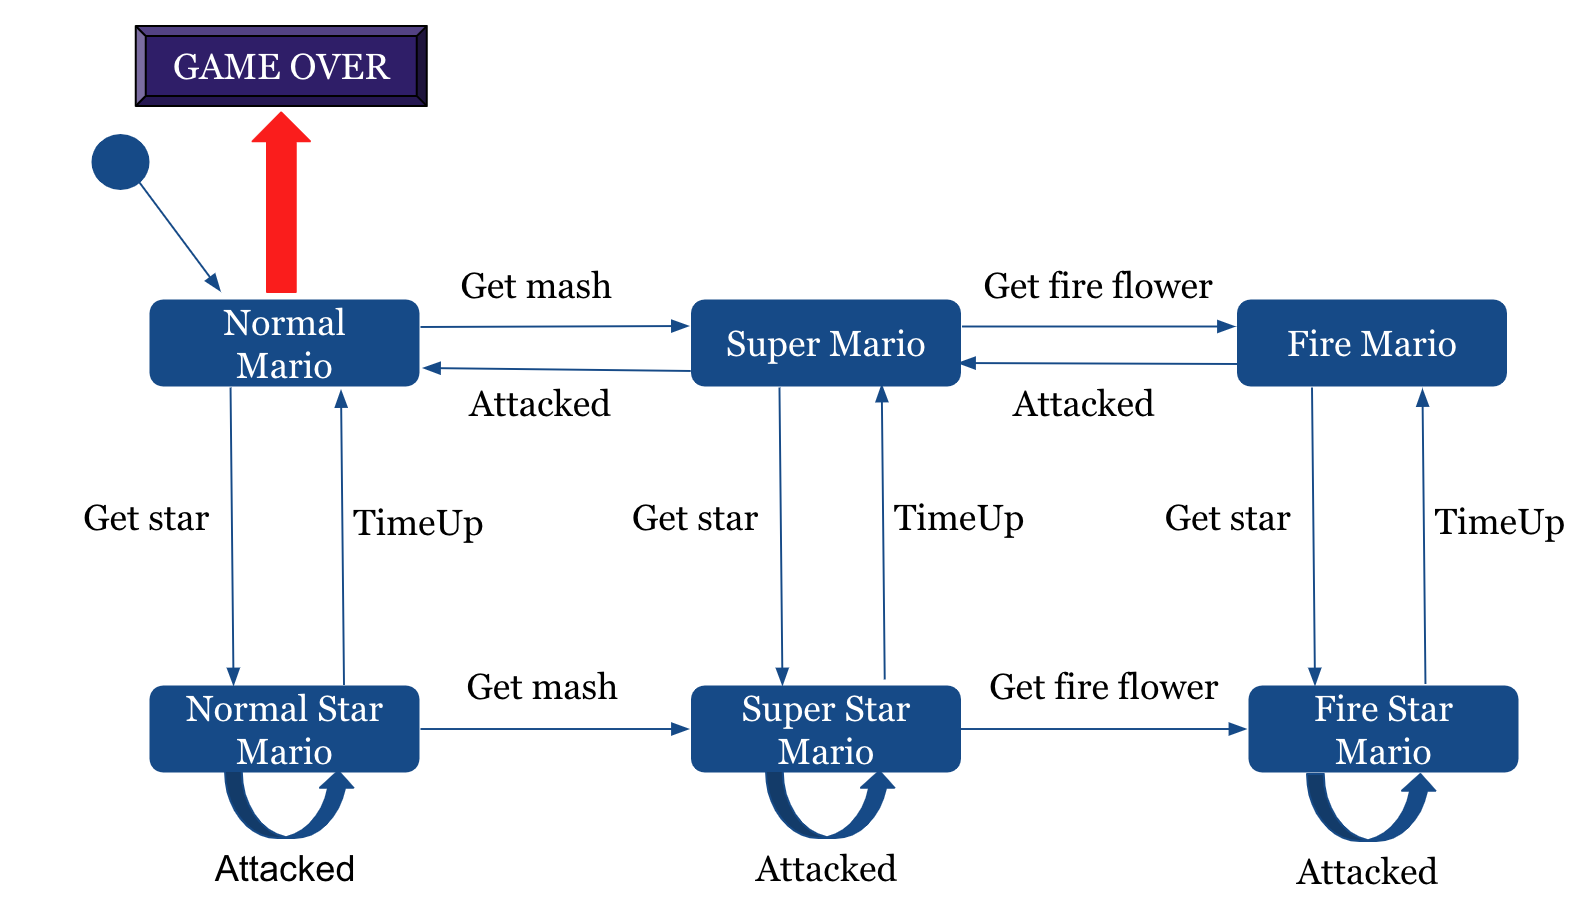 GAME OVER
Get mash
Get fire flower
Normal
Mario
Super Mario
Fire Mario
Attacked
Attacked
Get star
TimeUp
Get star
TimeUp
Get star
TimeUp
Get mash
Get fire flower
Normal Star
Mario
Super Star
Mario
Fire Star
Mario
Attacked
Attacked
Attacked